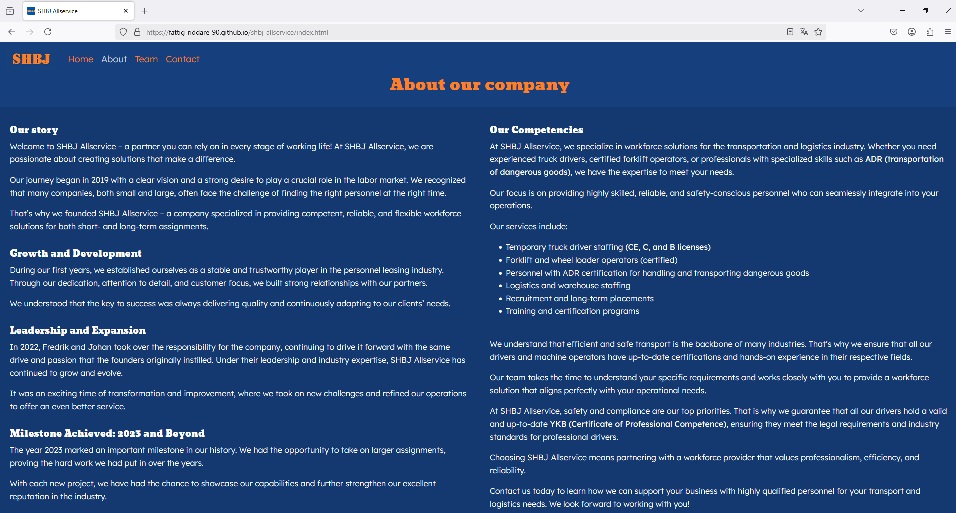 SHBJ Allservice
https://fattig-riddare-90.github.io/shbj-allservice/index.html
SHBJ Home About Team Contact
About our company
Our story
Welcome to SHBJ Allservice – a partner you can rely on in every stage of working life! At SHBJ Allservice, we are
passionate about creating solutions that make a difference.
Our journey began in 2019 with a clear vision and a strong desire to play a crucial role in the labor market. We recognized
that many companies, both small and large, often face the challenge of finding the right personnel at the right time.
That's why we founded SHBJ Allservice – a company specialized in providing competent, reliable, and flexible workforce
solutions for both short- and long-term assignments.
Growth and Development
During our first years, we established ourselves as a stable and trustworthy player in the personnel leasing industry.
Through our dedication, attention to detail, and customer focus, we built strong relationships with our partners.
We understood that the key to success was always delivering quality and continuously adapting to our clients' needs.
Leadership and Expansion
In 2022, Fredrik and Johan took over the responsibility for the company, continuing to drive it forward with the same
drive and passion that the founders originally instilled. Under their leadership and industry expertise, SHBJ Allservice has
continued to grow and evolve.
It was an exciting time of transformation and improvement, where we took on new challenges and refined our operations
to offer an even better service.
Milestone Achieved: 2023 and Beyond
The year 2023 marked an important milestone in our history. We had the opportunity to take on larger assignments,
proving the hard work we had put in over the years.
With each new project, we have had the chance to showcase our capabilities and further strengthen our excellent
reputation in the industry.
Our Competencies
At SHBJ Allservice, we specialize in workforce solutions for the transportation and logistics industry. Whether you need
experienced truck drivers, certified forklift operators, or professionals with specialized skills such as ADR (transportation
of dangerous goods), we have the expertise to meet your needs.
Our focus is on providing highly skilled, reliable, and safety-conscious personnel who can seamlessly integrate into your
operations.
Our services include:
• Temporary truck driver staffing (CE, C, and B licenses)
• Forklift and wheel loader operators (certified)
• Personnel with ADR certification for handling and transporting dangerous goods
• Logistics and warehouse staffing
• Recruitment and long-term placements
• Training and certification programs
We understand that efficient and safe transport is the backbone of many industries. That's why we ensure that all our
drivers and machine operators have up-to-date certifications and hands-on experience in their respective fields.
Our team takes the time to understand your specific requirements and works closely with you to provide a workforce
solution that aligns perfectly with your operational needs.
At SHBJ Allservice, safety and compliance are our top priorities. That is why we guarantee that all our drivers hold a valid
and up-to-date YKB (Certificate of Professional Competence), ensuring they meet the legal requirements and industry
standards for professional drivers.
Choosing SHBJ Allservice means partnering with a workforce provider that values professionalism, efficiency, and
reliability.
Contact us today to learn how we can support your business with highly qualified personnel for your transport and
logistics needs. We look forward to working with you!